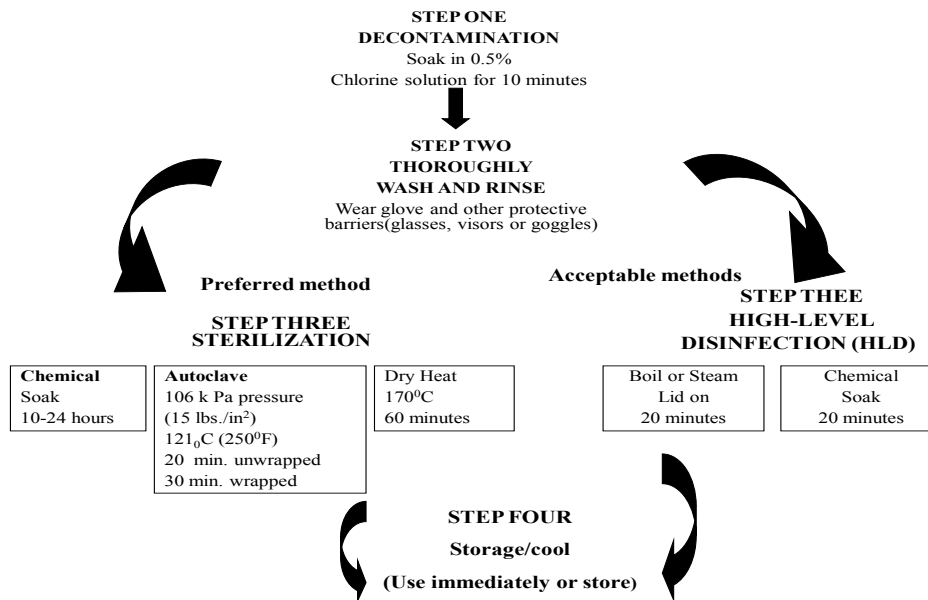 STEP ONE
DECONTAMINATION
Soak in 0.5%
Chlorine solution for 10 minutes
STEP TWO
THOROUGHLY
WASH AND RINSE
Wear glove and other protective
barriers(glasses, visors or goggles)
Preferred method
STEP THREE
STERILIZATION
Chemical
Soak
10-24 hours
Autoclave
106 k Pa pressure
(15 lbs./in²)
121₀C (250⁰F)
20 min. unwrapped
30 min. wrapped
Dry Heat
170⁰C
60 minutes
Acceptable methods
STEP THEE
HIGH-LEVEL
DISINFECTION (HLD)
Boil or Steam
Lid on
20 minutes
Chemical
Soak
20 minutes
STEP FOUR
Storage/cool
(Use immediately or store)